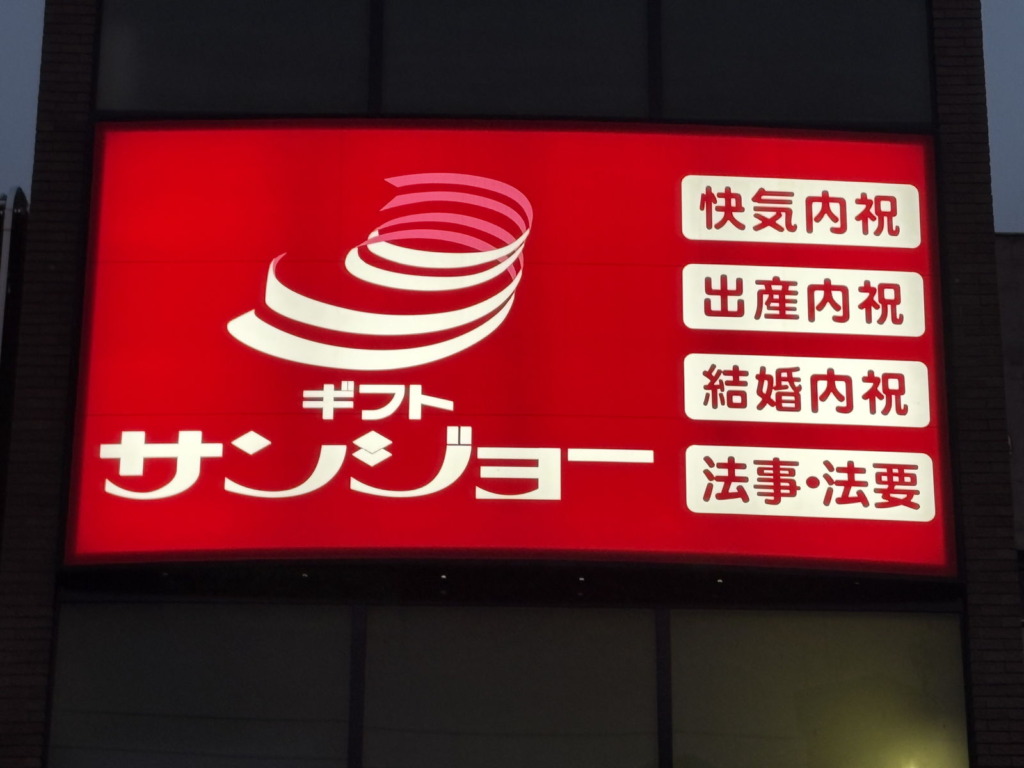 ギフト
サンジョー
快気内祝
出産内祝
結婚内祝
法事・法要